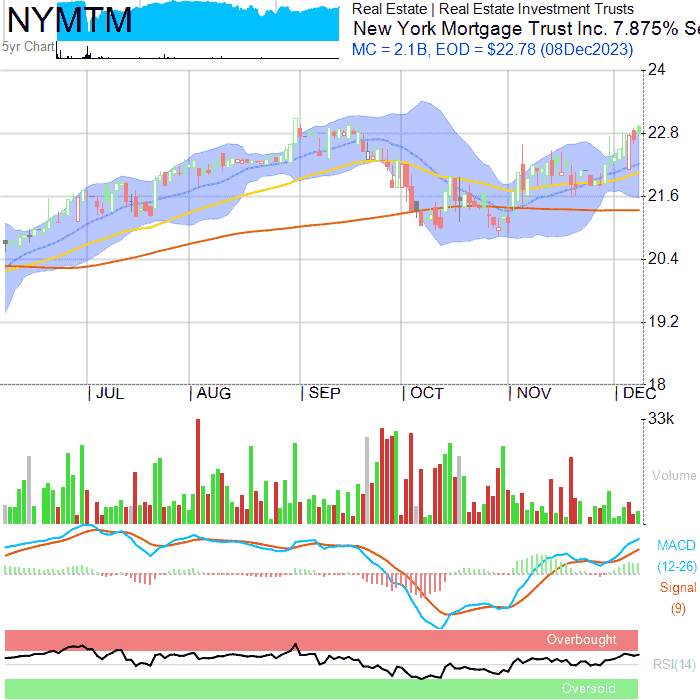 NYMTM
5yr Chart
Real Estate | Real Estate Investment Trusts
New York Mortgage Trust Inc. 7.875% Se
MC = 2.1B, EOD = $22.78 (08Dec2023)
24
22.8
21.6
20.4
19.2
18
JUL AUG SEP OCT NOV DEC
33k
Volume
MACD
(12-26)
Signal
(9)
Overbought
RSI(14)
Oversold